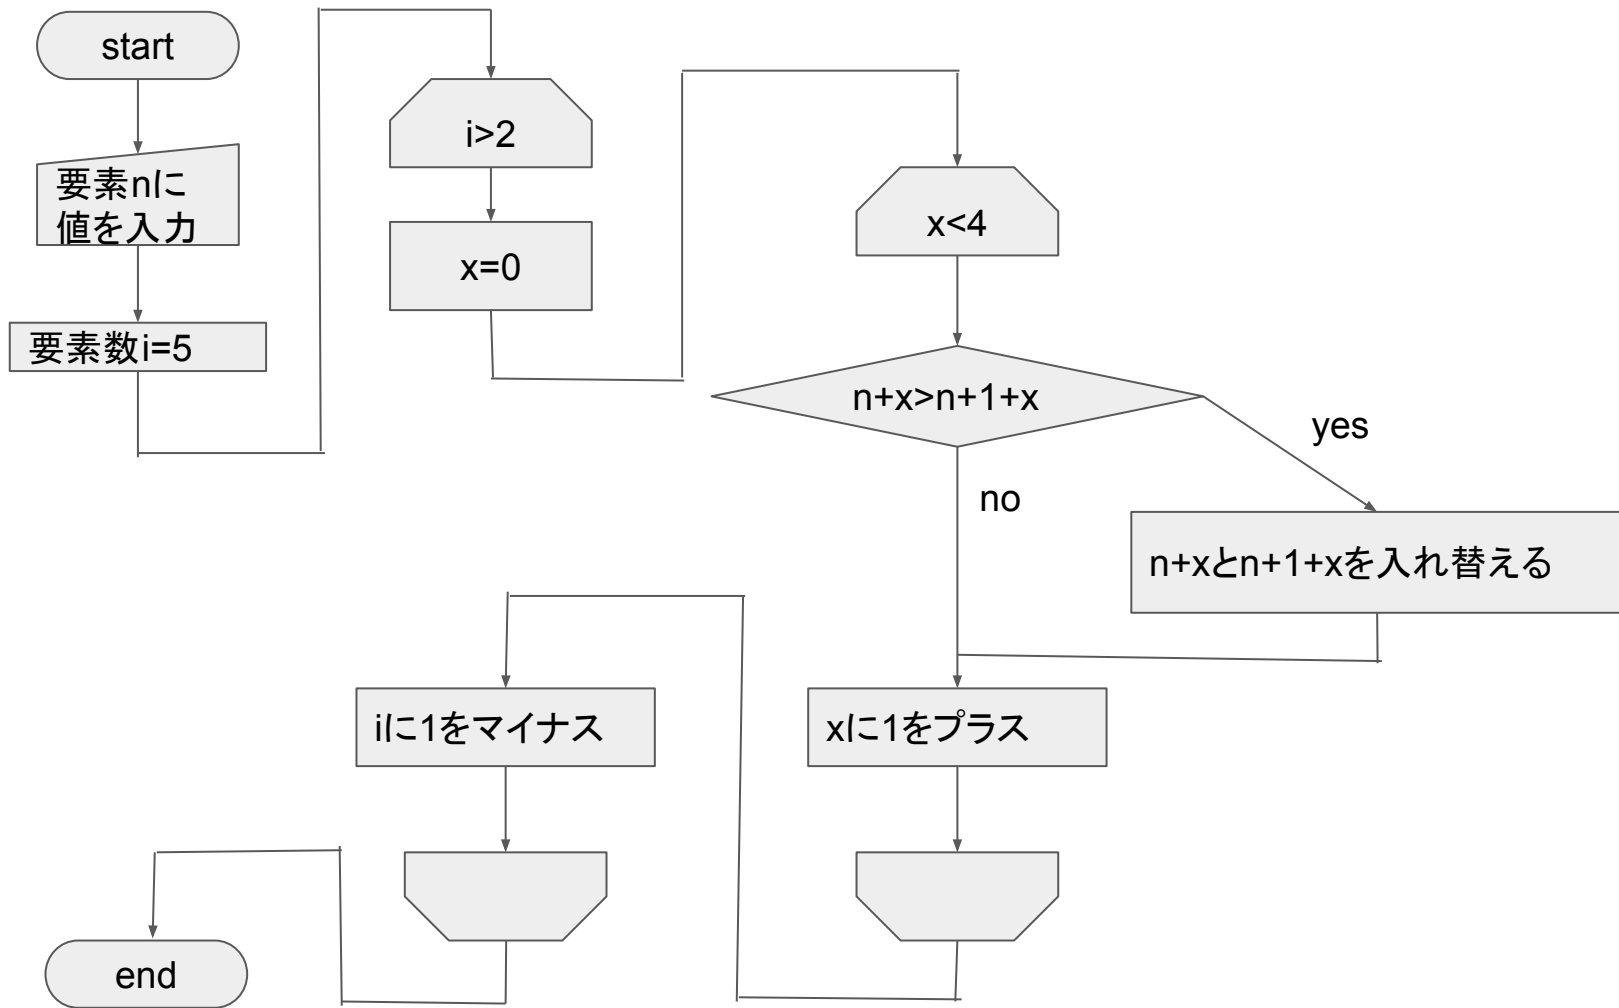 start
要素nに
値を入力
要素数i=5
i>2
x=0
x<4
n+x>n+1+x
yes
no
n+xとn+1+xを入れ替える
xに1をプラス
iに1をマイナス
end